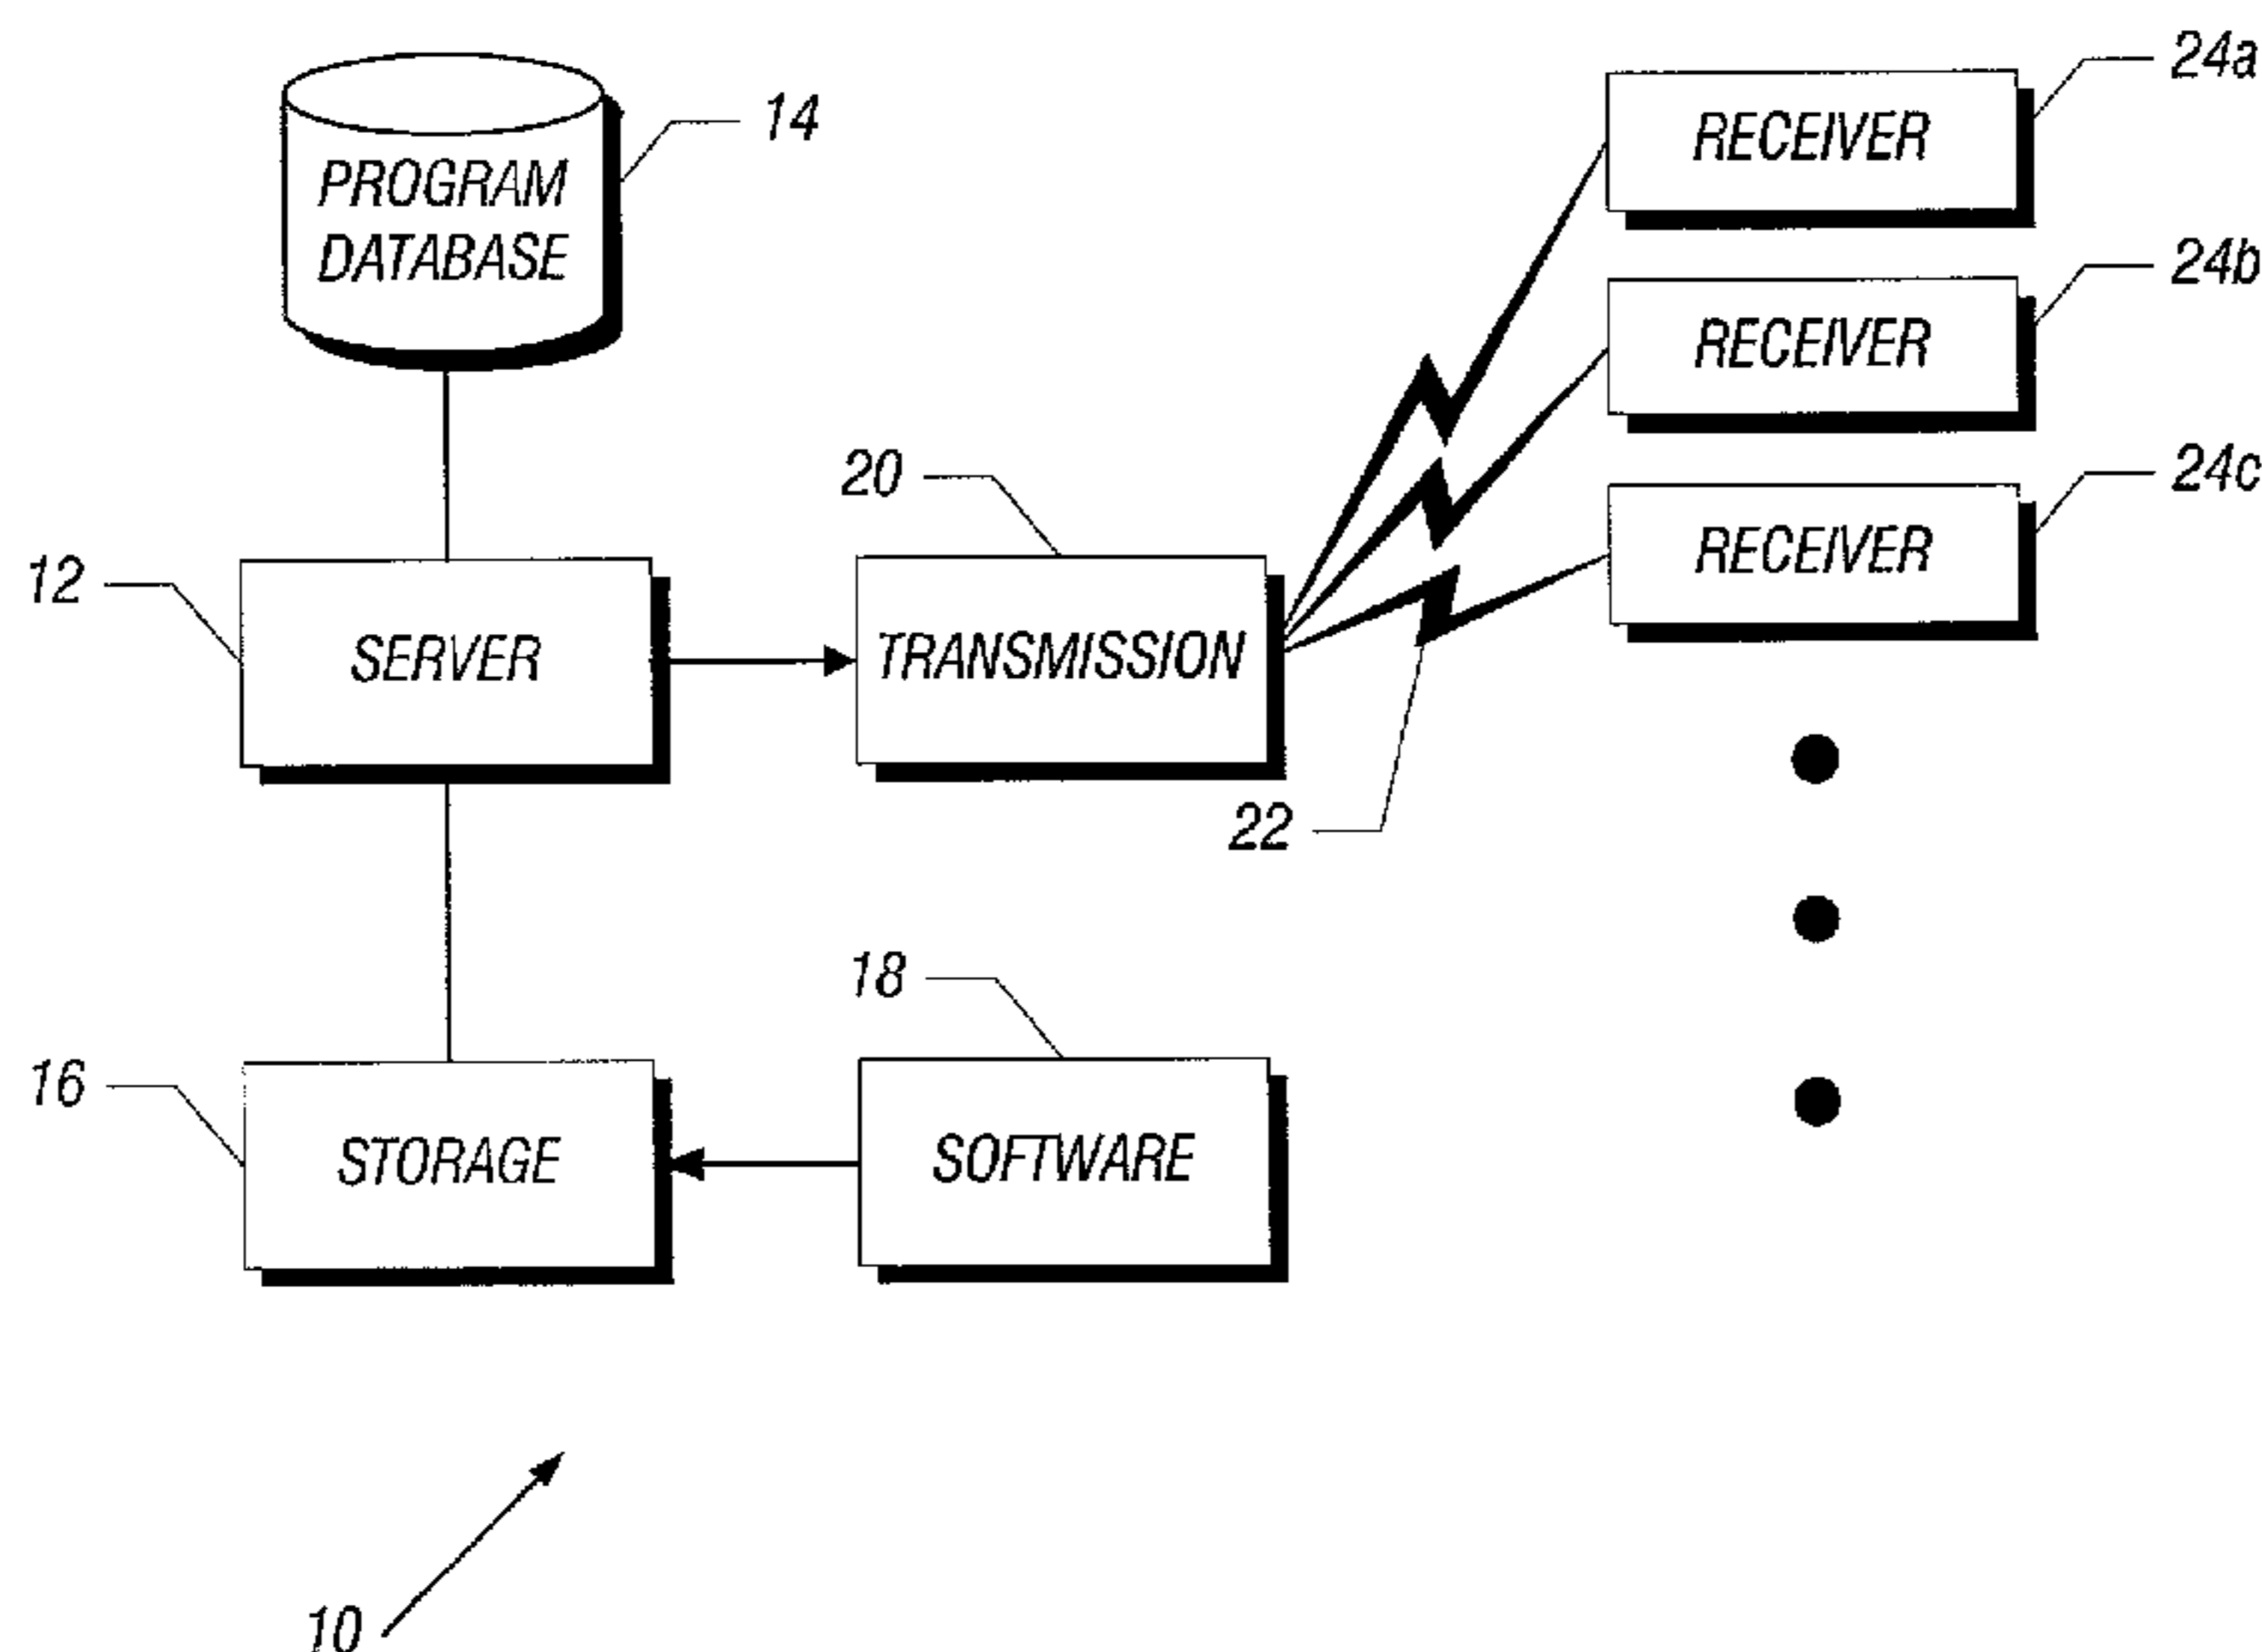 24a
RECEIVER
14
PROGRAM
DATABASE
24b
RECEIVER
24c
RECEIVER
20
12
SERVER
TRANSMISSION
22
18
16
STORAGE
SOFTWARE
10